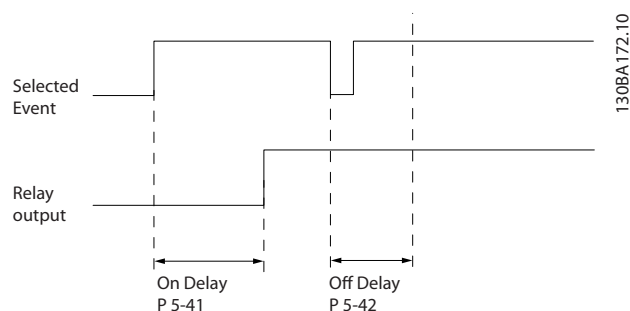 Selected
Event
Relay
output
On Delay
P 5-41
Off Delay
P 5-42
130BA172.10